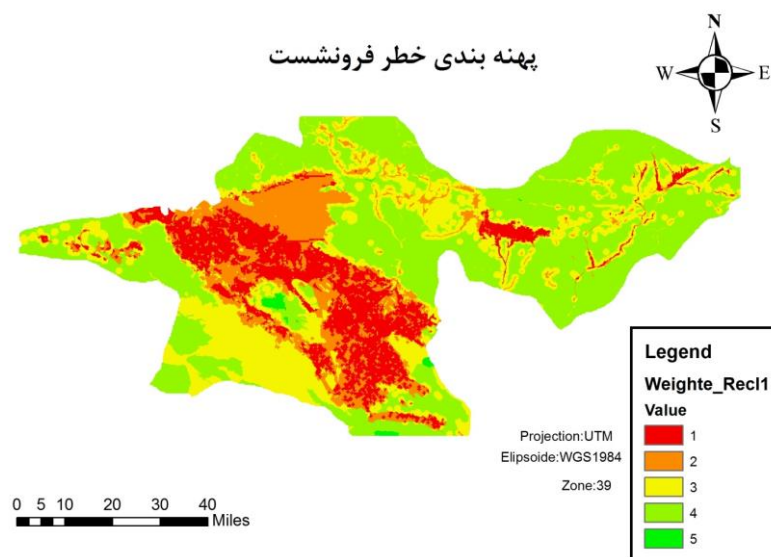 پهنه بندی خطر فرونشست
N
W E
S
Legend
Weighte_Recl1
Value
1
2
3
4
5
Projection:UTM
Elipsoide:WGS1984
Zone:39
0 5 10 20 30 40
Miles